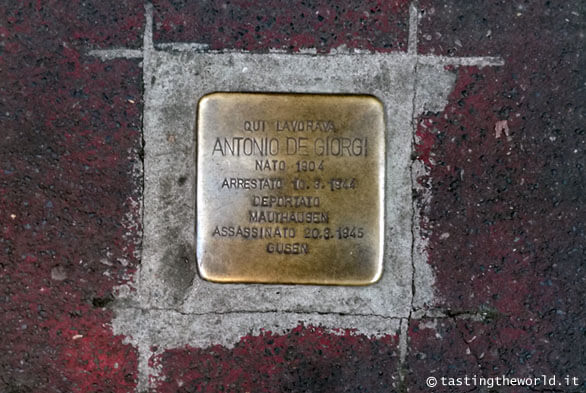 QUI LAVORAVA
ANTONIO DE GIORGI
NATO 1904
ARRESTATO 10.3.1944
DEPORTATO
MAUTHAUSEN
ASSASSINATO 20.3.1945
GUSEN
© tastingtheworld.it